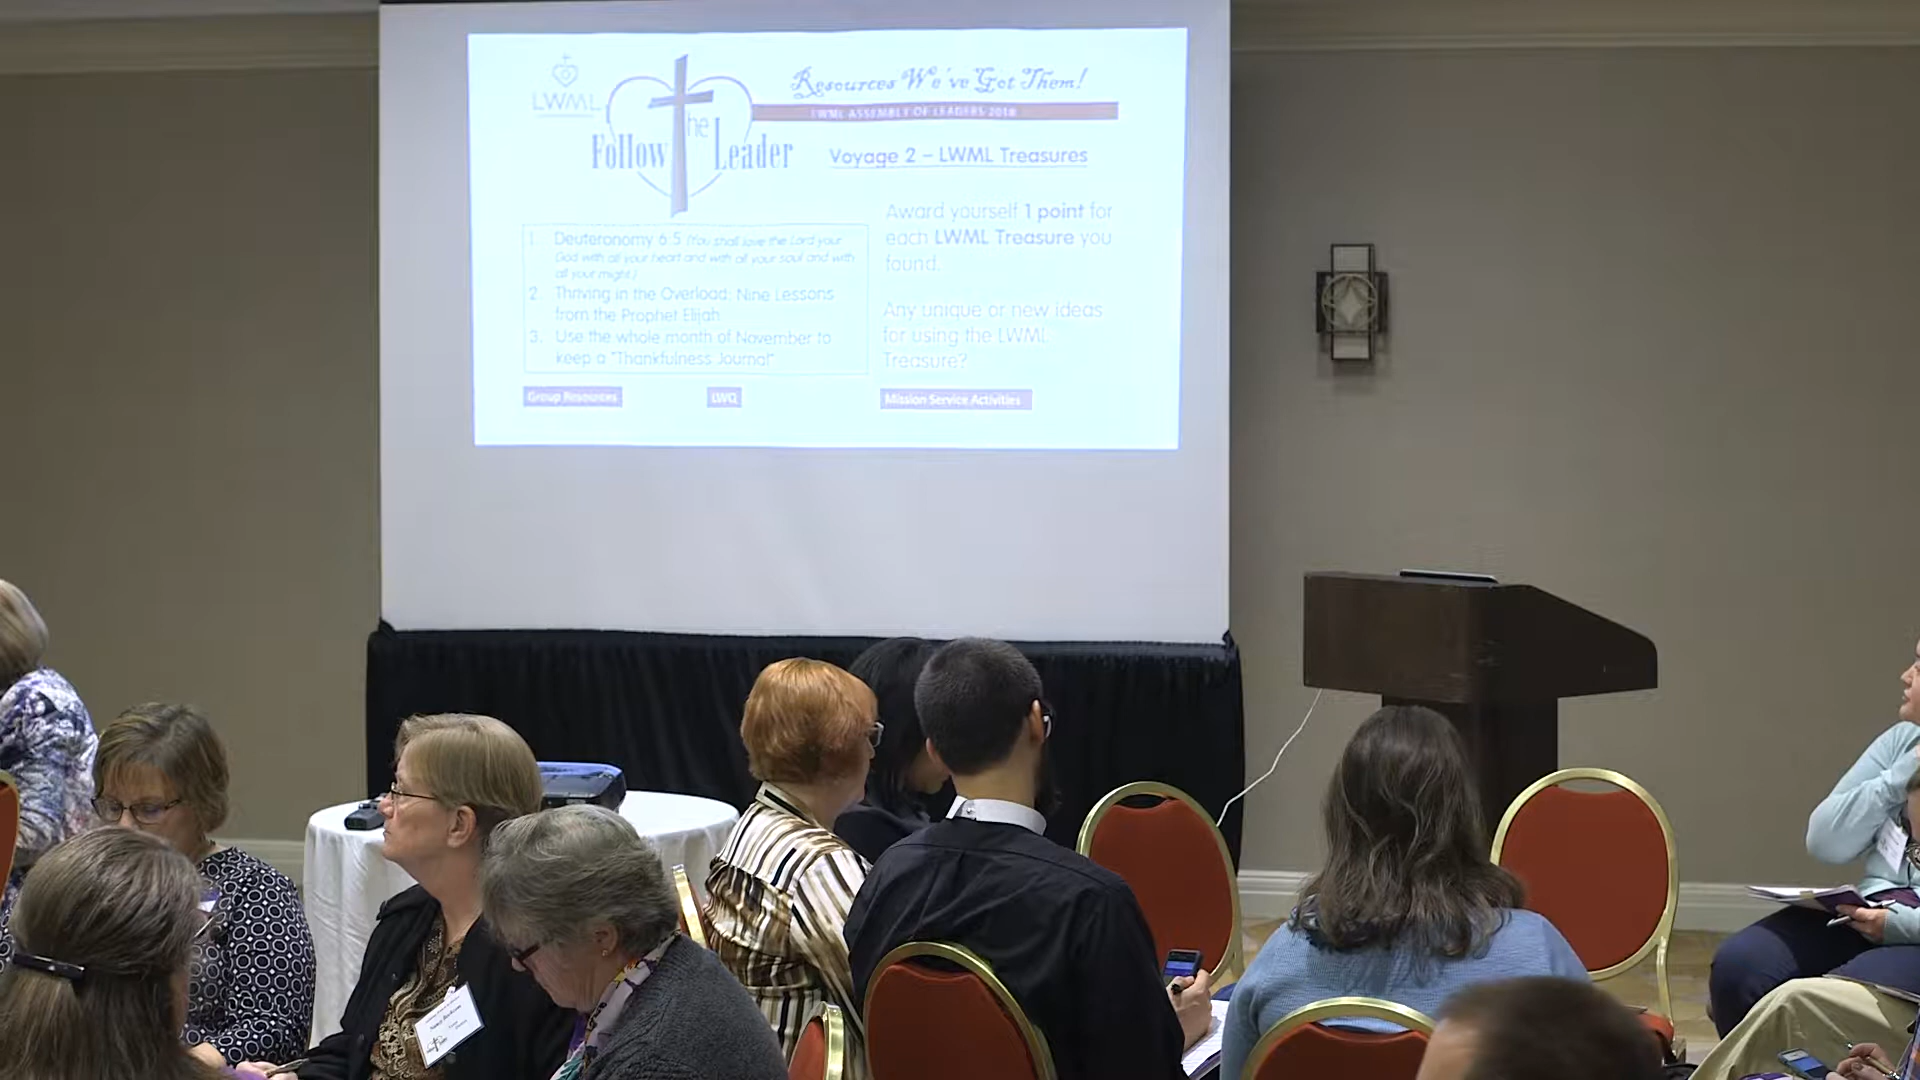 LWML
Follow The Leader
Resources We've Got Them!
LWML ASSEMBLY OF LEADERS 2018
Voyage 2 – LWML Treasures
1. Deuteronomy 6:5 (You shall love the Lord your
God with all your heart and with all your soul and with
all your might.)
2. Thriving in the Overload: Nine Lessons
from the Prophet Elijah
3. Use the whole month of November to
keep a "Thankfulness Journal"
Group Resources
LWQ
Award yourself 1 point for
each LWML Treasure you
found.
Any unique or new ideas
for using the LWML
Treasure?
Mission Service Activities
Nancy